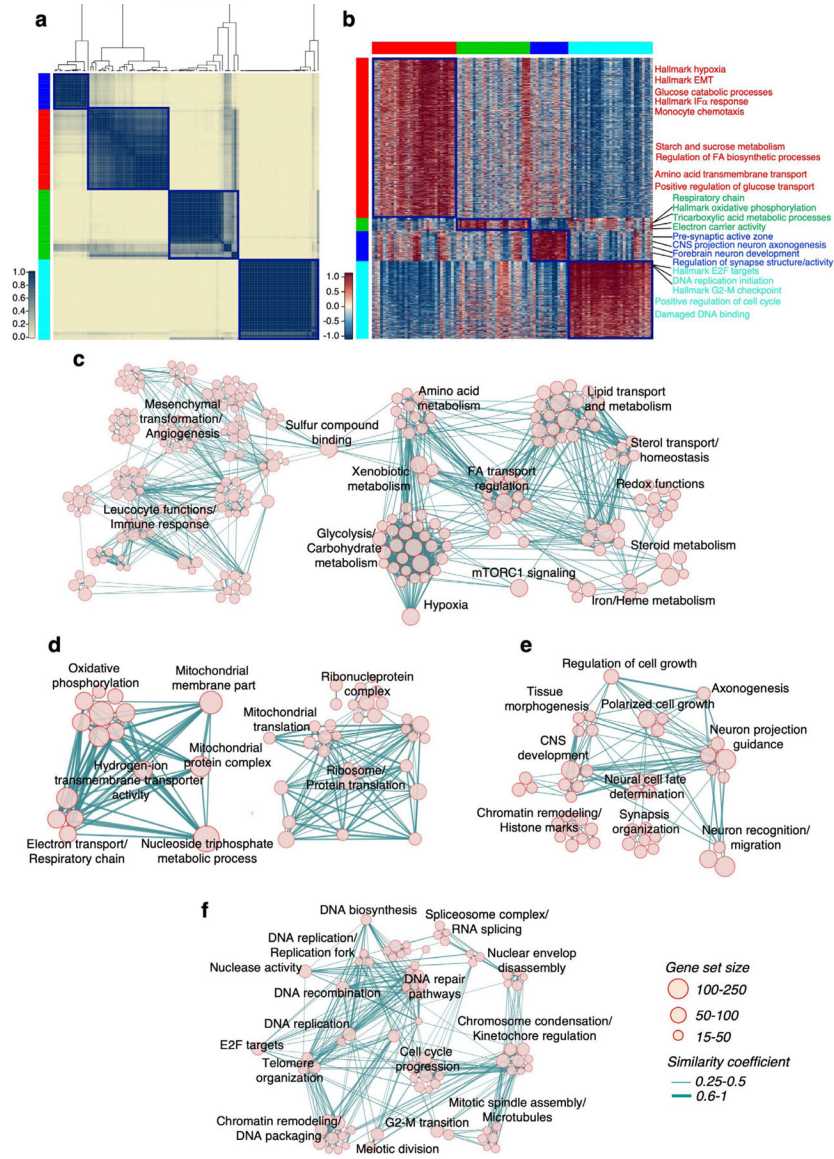 a
b
1.0
0.8
0.6
0.4
0.2
0.0
1.0
0.5
0.0
-0.5
-1.0
Hallmark hypoxia
Hallmark EMT
Glucose catabolic processes
Hallmark IFα response
Monocyte chemotaxis
Starch and sucrose metabolism
Regulation of FA biosynthetic processes
Amino acid transmembrane transport
Positive regulation of glucose transport
Respiratory chain
Hallmark oxidative phosphorylation
Tricarboxylic acid metabolic processes
Electron carrier activity
Pre-synaptic active zone
CNS projection neuron axonogenesis
Forebrain neuron development
Regulation of synapse structure/activity
Hallmark E2F targets
DNA replication initiation
Hallmark G2-M checkpoint
Positive regulation of cell cycle
Damaged DNA binding
c
Mesenchymal
transformation/
Angiogenesis
Sulfur compound
binding
Leucocyte functions/
Immune response
Amino acid
metabolism
Lipid transport
and metabolism
Sterol transport/
homeostasis
Xenobiotic
metabolism
FA transport
regulation
Redox functions
Glycolysis/
Carbohydrate
metabolism
Steroid metabolism
mTORC1 signaling
Iron/Heme metabolism
Hypoxia
d
Oxidative
phosphorylation
Mitochondrial
membrane part
Hydrogen-ion
transmembrane transporter
activity
Mitochondrial
protein complex
Electron transport/
Respiratory chain
Nucleoside triphosphate
metabolic process
Ribonucleprotein
complex
Mitochondrial
translation
Ribosome/
Protein translation
e
Regulation of cell growth
Axonogenesis
Tissue
morphogenesis
Polarized cell growth
Neuron projection
guidance
CNS
development
Neural cell fate
determination
Chromatin remodeling/
Histone marks
Synapsis
organization
Neuron recognition/
migration
f
DNA biosynthesis
Spliceosome complex/
RNA splicing
DNA replication/
Replication fork
Nuclease activity
Nuclear envelop
disassembly
DNA repair
pathways
DNA recombination
DNA replication
Chromosome condensation/
Kinetochore regulation
E2F targets
Telomere
organization
Cell cycle
progression
Mitotic spindle assembly/
Microtubules
Chromatin remodeling/
DNA packaging
G2-M transition
Meiotic division
Gene set size
100-250
50-100
15-50
Similarity coefficient
0.25-0.5
0.6-1